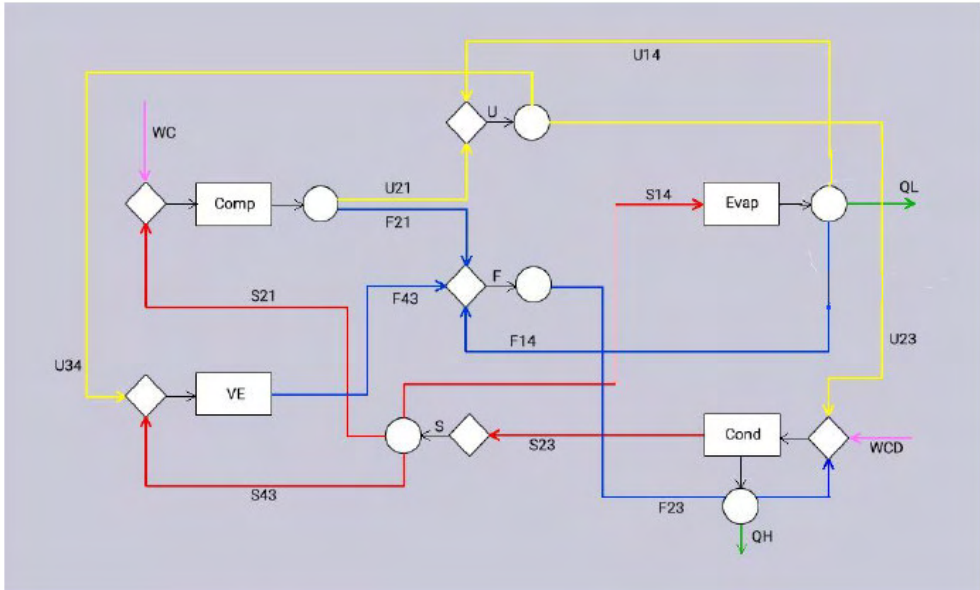 U14
U
WC
U21
S14
QL
Comp
Evap
F21
F
S21
F43
F14
U23
U34
VE
S
Cond
S23
WCD
S43
F23
QH